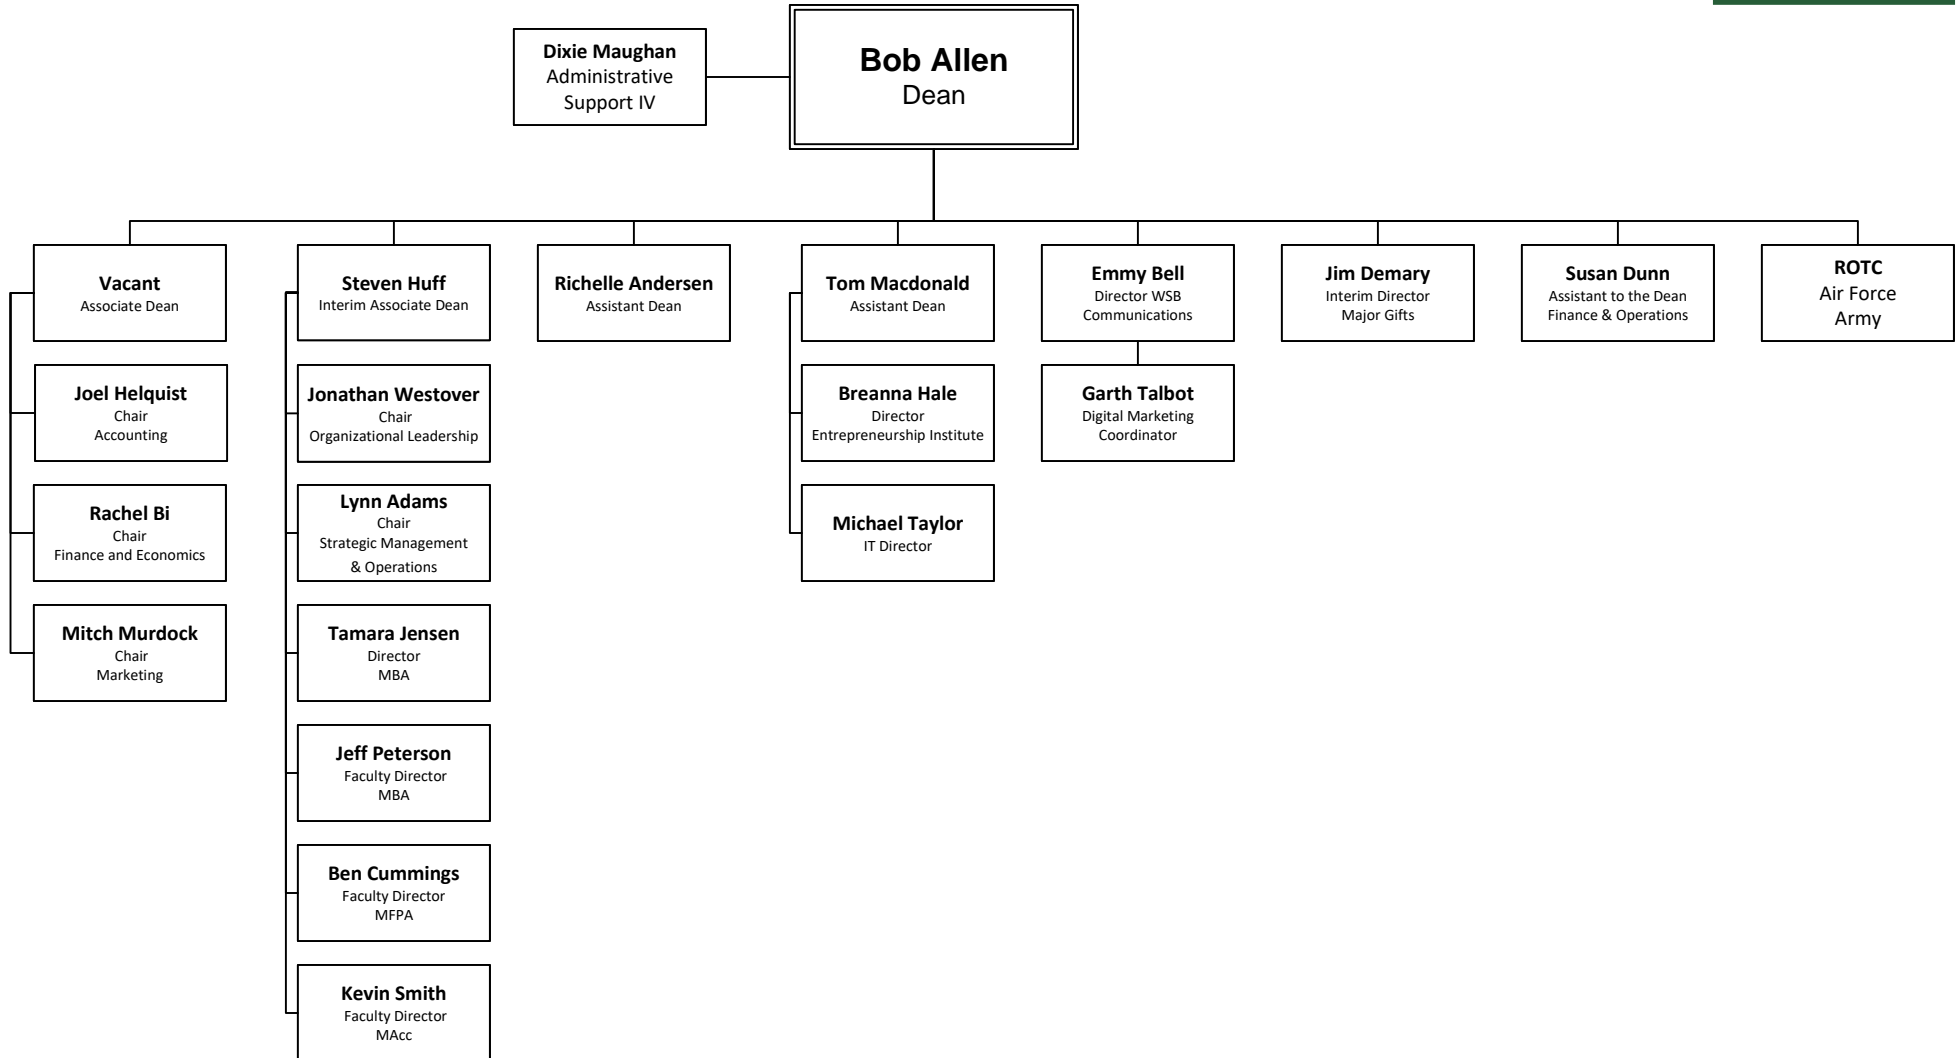 Dixie Maughan
Administrative
Support IV
Bob Allen
Dean
Vacant
Associate Dean
Steven Huff
Interim Associate Dean
Richelle Andersen
Assistant Dean
Tom Macdonald
Assistant Dean
Emmy Bell
Director WSB
Communications
Jim Demary
Interim Director
Major Gifts
Susan Dunn
Assistant to the Dean
Finance & Operations
ROTC
Air Force
Army
Joel Helquist
Chair
Accounting
Jonathan Westover
Chair
Organizational Leadership
Breanna Hale
Director
Entrepreneurship Institute
Garth Talbot
Digital Marketing
Coordinator
Rachel Bi
Chair
Finance and Economics
Lynn Adams
Chair
Strategic Management
& Operations
Michael Taylor
IT Director
Mitch Murdock
Chair
Marketing
Tamara Jensen
Director
MBA
Jeff Peterson
Faculty Director
MBA
Ben Cummings
Faculty Director
MFPA
Kevin Smith
Faculty Director
MAcc